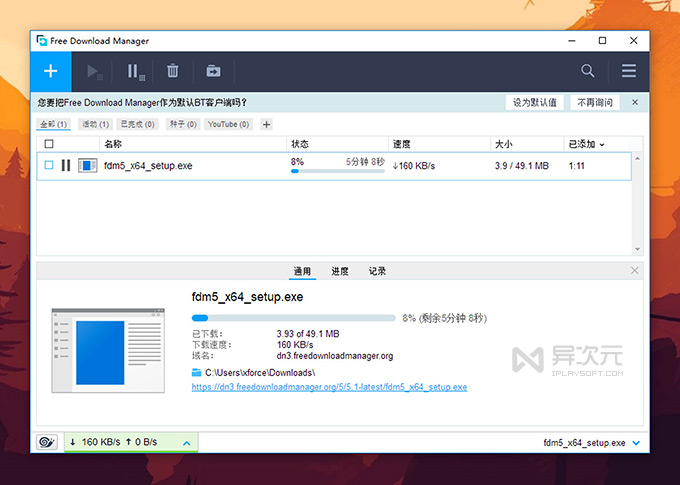 Free Download Manager
您要把Free Download Manager作为默认BT客户端吗?
设为默认值
不再询问
全部 (1)
活动 (1)
已完成 (0)
种子 (0)
YouTube (0)
名称
状态
速度
大小
已添加
fdm5_x64_setup.exe
8%
5分钟 8秒
↓160 KB/s
3.9 / 49.1 MB
1:11
通用
进度
记录
fdm5_x64_setup.exe
8% (剩余5分钟 8秒)
已下载: 3.93 of 49.1 MB
下载速度: 160 KB/s
域名: dn3.freedownloadmanager.org
C:\Users\xforce\Downloads\
https://dn3.freedownloadmanager.org/5/5.1-latest/fdm5_x64_setup.exe
异次元
IPLAYSOFT.COM
↓ 160 KB/s ↑ 0 B/s
fdm5_x64_setup.exe